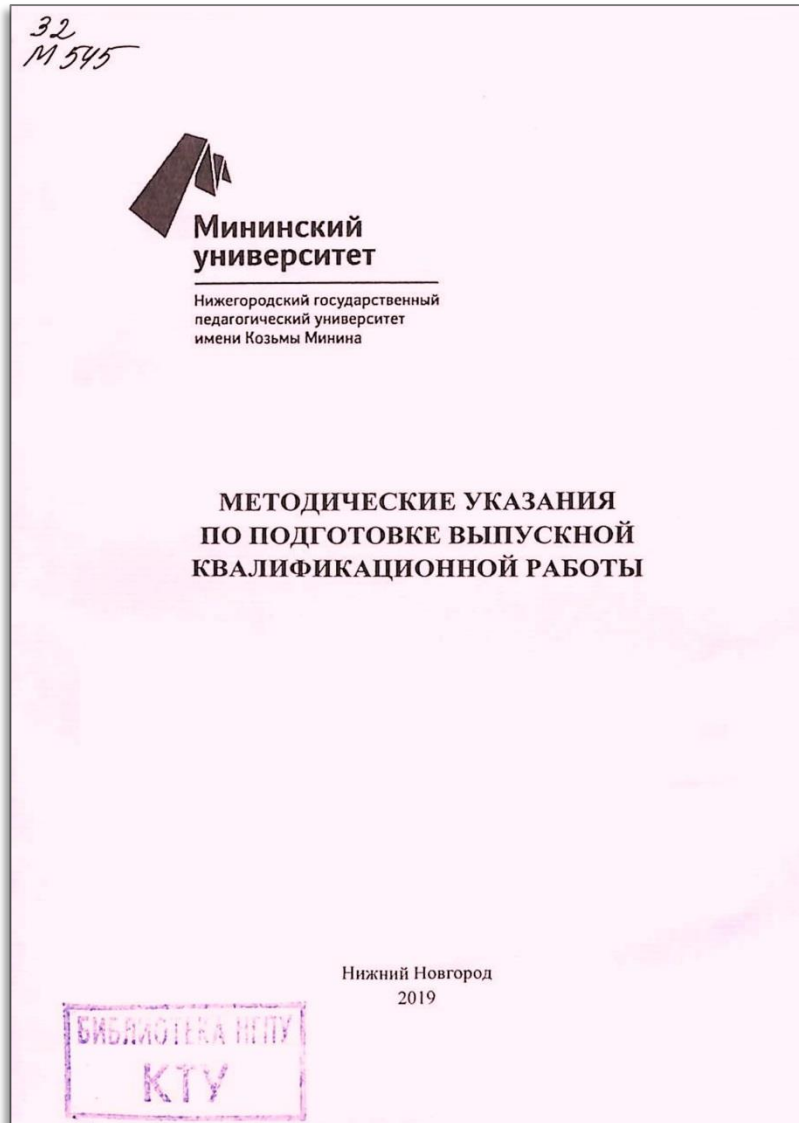 32
М 545
Мининский
университет
Нижегородский государственный
педагогический университет
имени Козьмы Минина
МЕТОДИЧЕСКИЕ УКАЗАНИЯ
ПО ПОДГОТОВКЕ ВЫПУСКНОЙ
КВАЛИФИКАЦИОННОЙ РАБОТЫ
Нижний Новгород
2019
БИБЛИОТЕКА НГПУ
КТУ